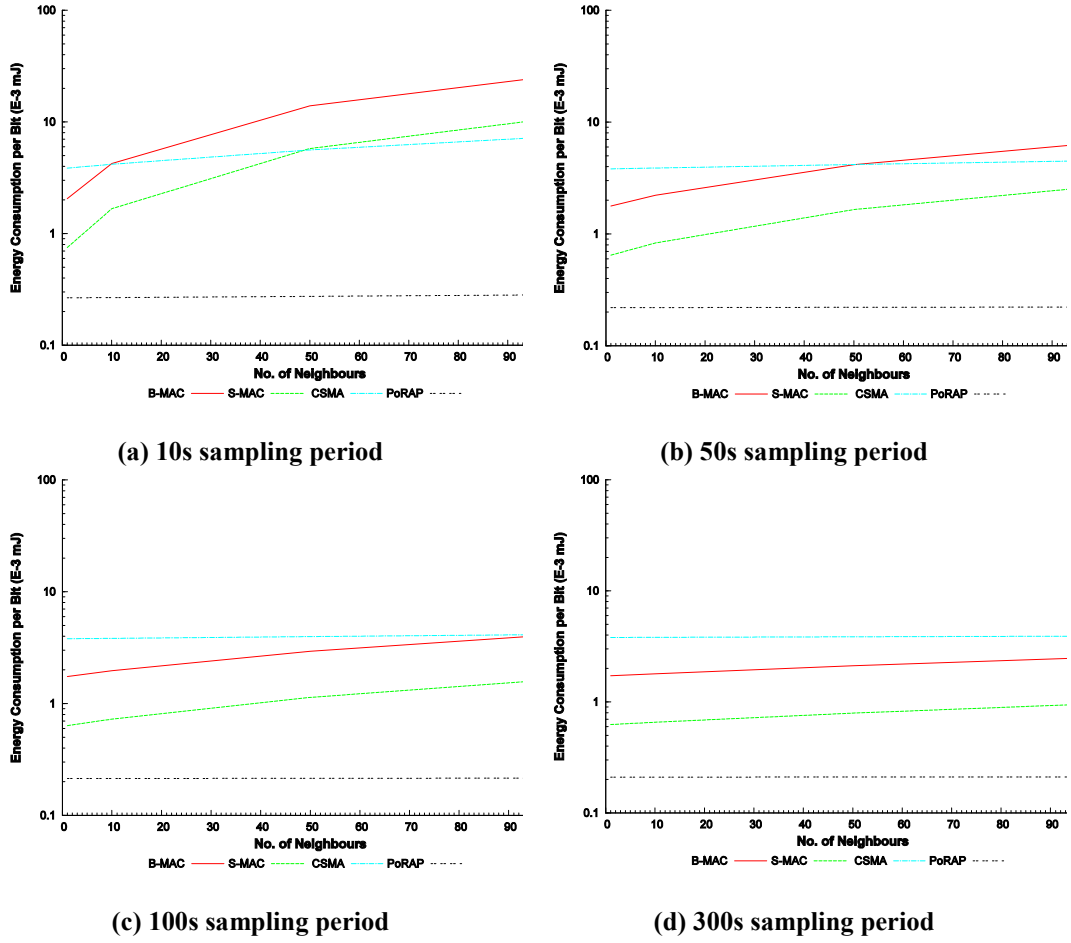 100
10
1
0.1
Energy Consumption per Bit (E-3 mJ)
0 10 20 30 40 50 60 70 80 90
No. of Neighbours
B-MAC S-MAC CSMA PoRAP
(a) 10s sampling period
100
10
1
0.1
Energy Consumption per Bit (E-3 mJ)
0 10 20 30 40 50 60 70 80 90
No. of Neighbours
B-MAC S-MAC CSMA PoRAP
(b) 50s sampling period
100
10
1
0.1
Energy Consumption per Bit (E-3 mJ)
0 10 20 30 40 50 60 70 80 90
No. of Neighbours
B-MAC S-MAC CSMA PoRAP
(c) 100s sampling period
100
10
1
0.1
Energy Consumption per Bit (E-3 mJ)
0 10 20 30 40 50 60 70 80 90
No. of Neighbours
B-MAC S-MAC CSMA PoRAP
(d) 300s sampling period